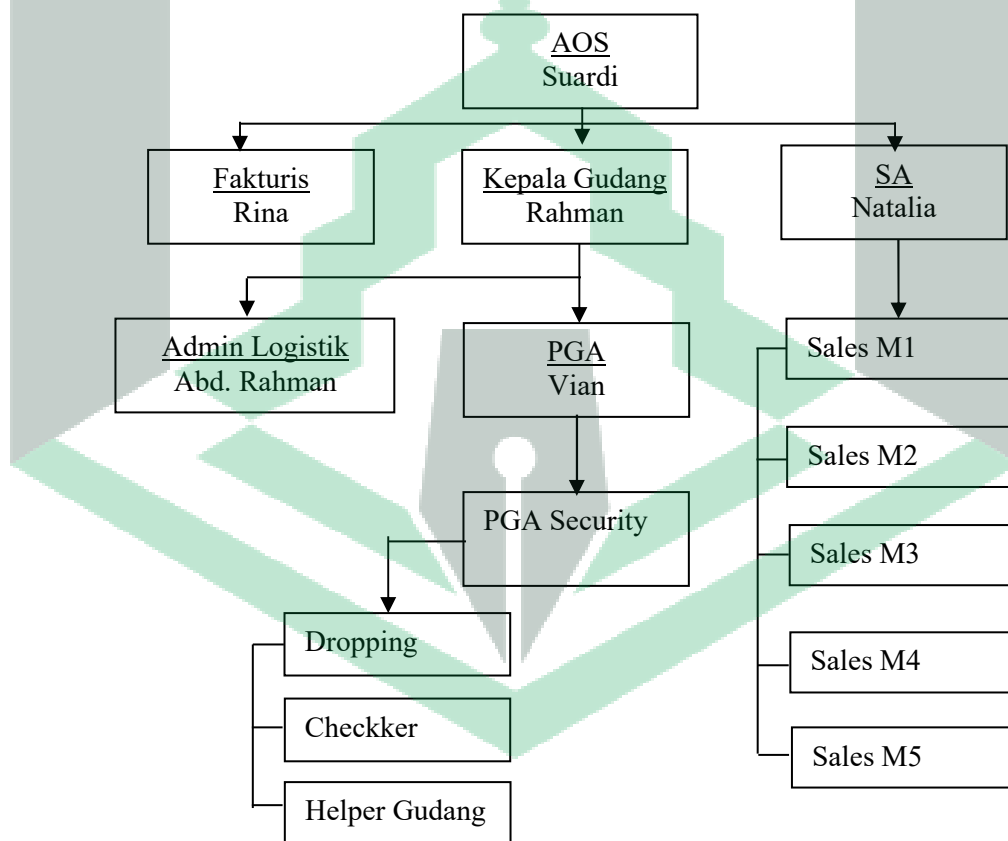 AOS
Suardi
Fakturis
Rina
Kepala Gudang
Rahman
SA
Natalia
Admin Logistik
Abd. Rahman
PGA
Vian
Sales M1
Sales M2
PGA Security
Sales M3
Dropping
Sales M4
Checkker
Sales M5
Helper Gudang